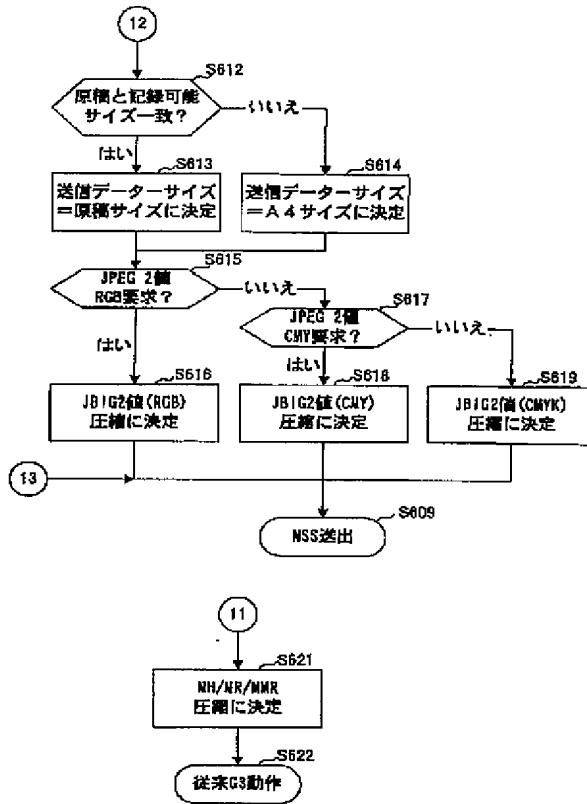 12
S612
原稿と記録可能
サイズ一致?
いいえ
はい
S613
送信データーサイズ
=原稿サイズに決定
S614
送信データーサイズ
=A4サイズに決定
S615
JPEG 2値
RGB要求?
いいえ
はい
S617
JPEG 2値
CMY要求?
いいえ
はい
S616
JBIG2値(RGB)
圧縮に決定
S618
JBIG2値(CMY)
圧縮に決定
S619
JBIG2値(CMYK)
圧縮に決定
13
S609
NSS送出
11
S621
MH/MR/MMR
圧縮に決定
S622
従来G3動作